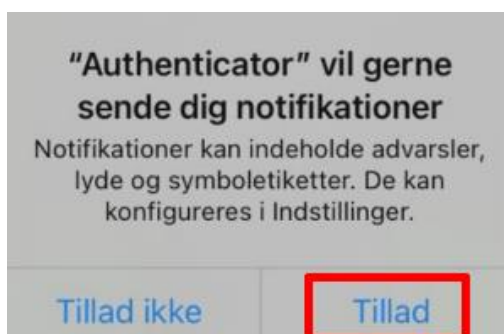 “Authenticator” vil gerne
sende dig notifikationer
Notifikationer kan indeholde advarsler,
lyde og symboletiketter. De kan
konfigureres i Indstillinger.
Tillad ikke
Tillad